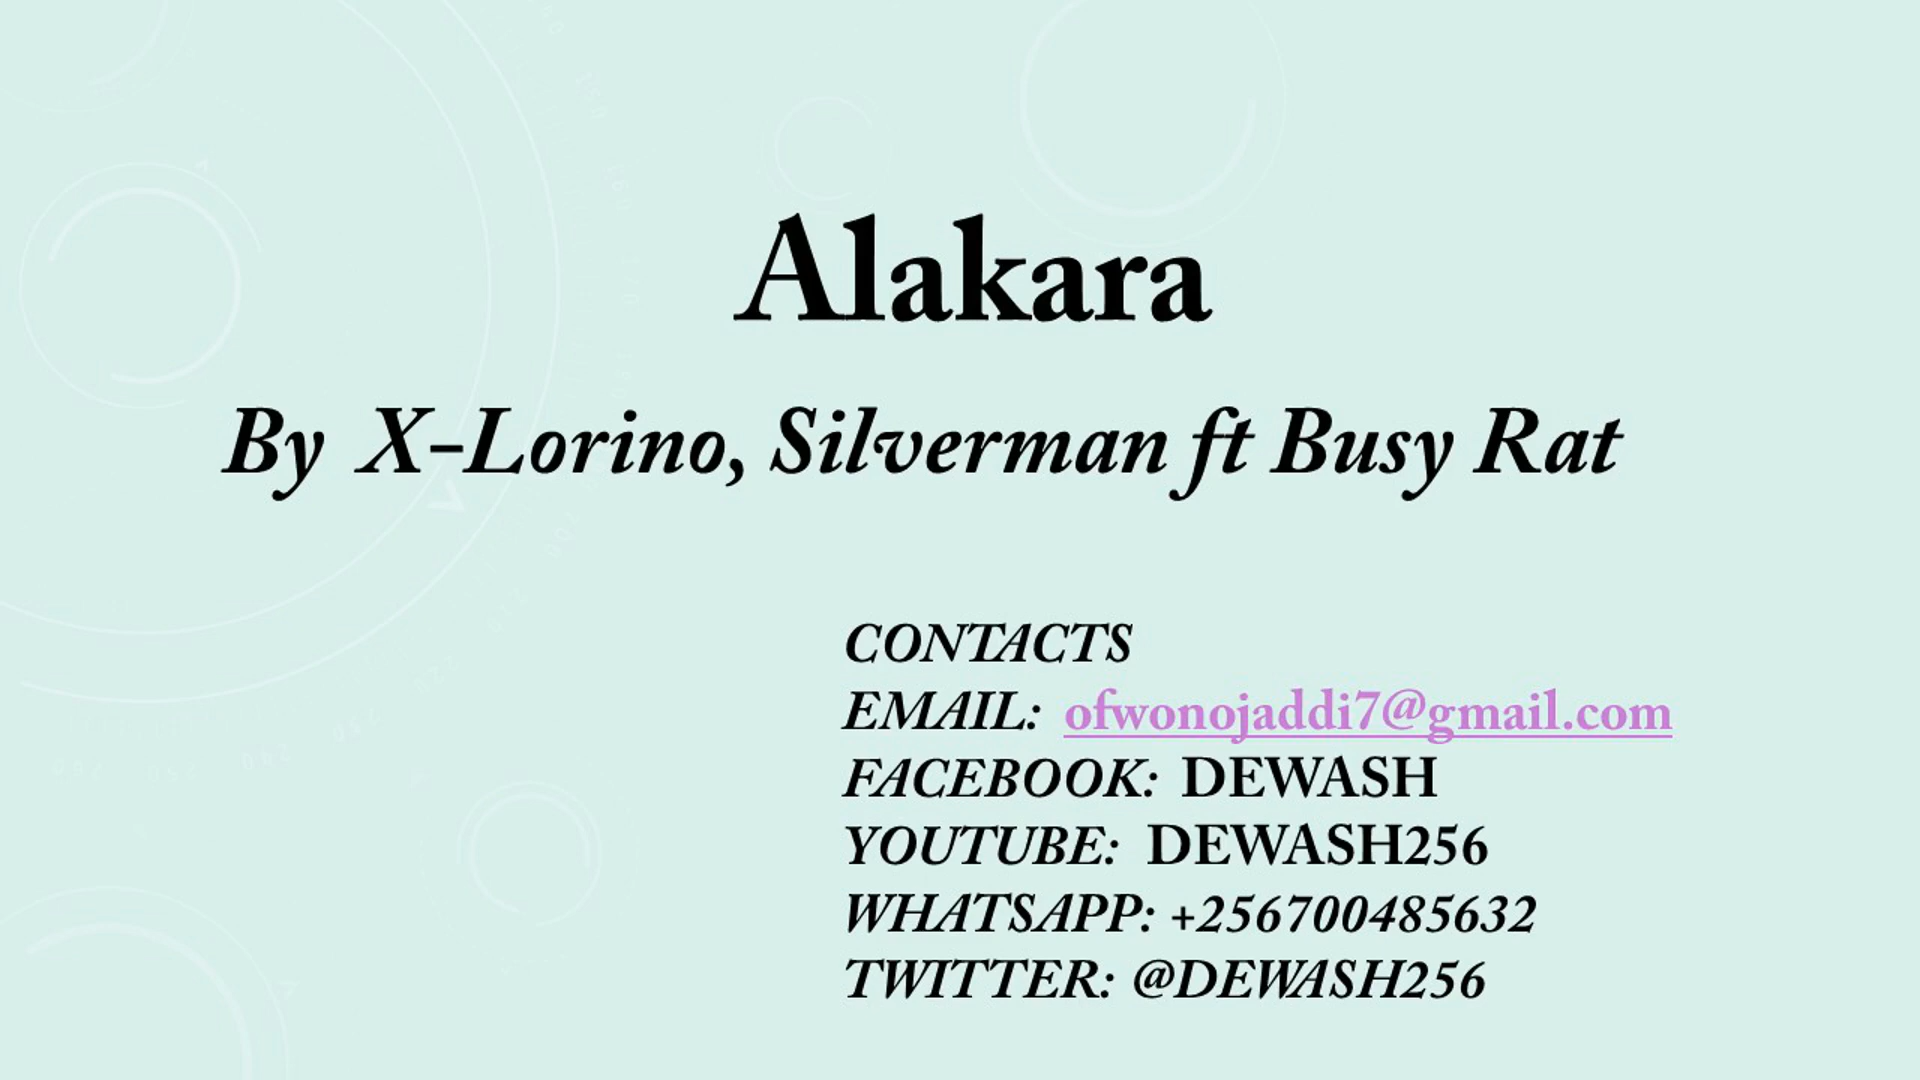 Alakara
By X-Lorino, Silverman ft Busy Rat
CONTACTS
EMAIL: ofwonojaddi7@gmail.com
FACEBOOK: DEWASH
YOUTUBE: DEWASH256
WHATSAPP: +256700485632
TWITTER: @DEWASH256